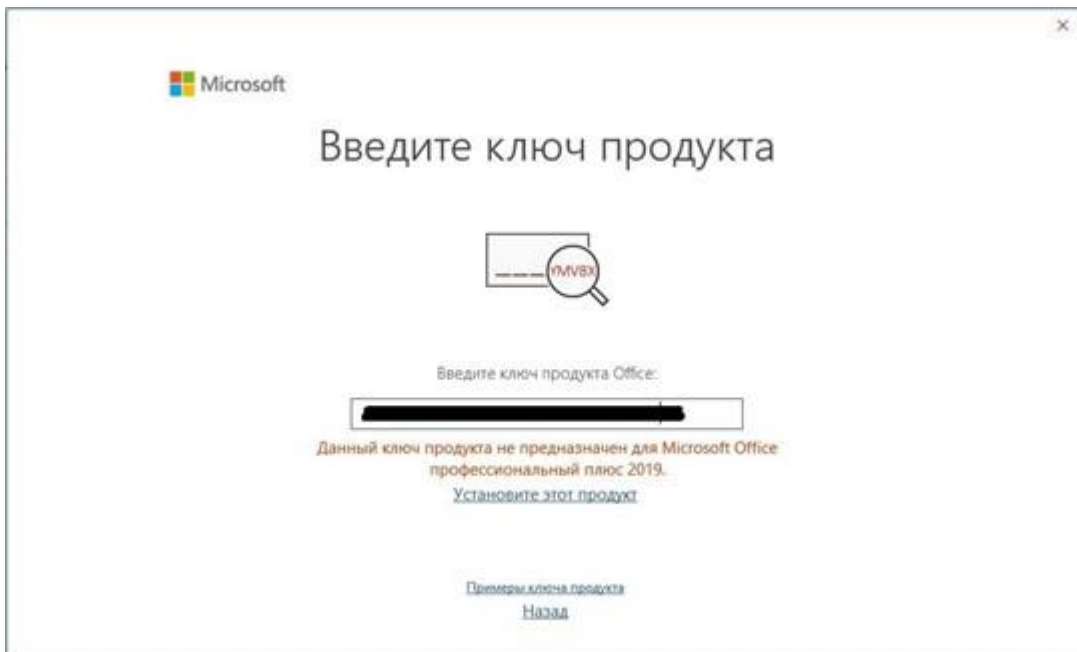 Microsoft
Введите ключ продукта
YMVBX
Введите ключ продукта Office:
Данный ключ продукта не предназначен для Microsoft Office
профессиональный плюс 2019.
Установите этот продукт
Примеры ключа продукта
Назад